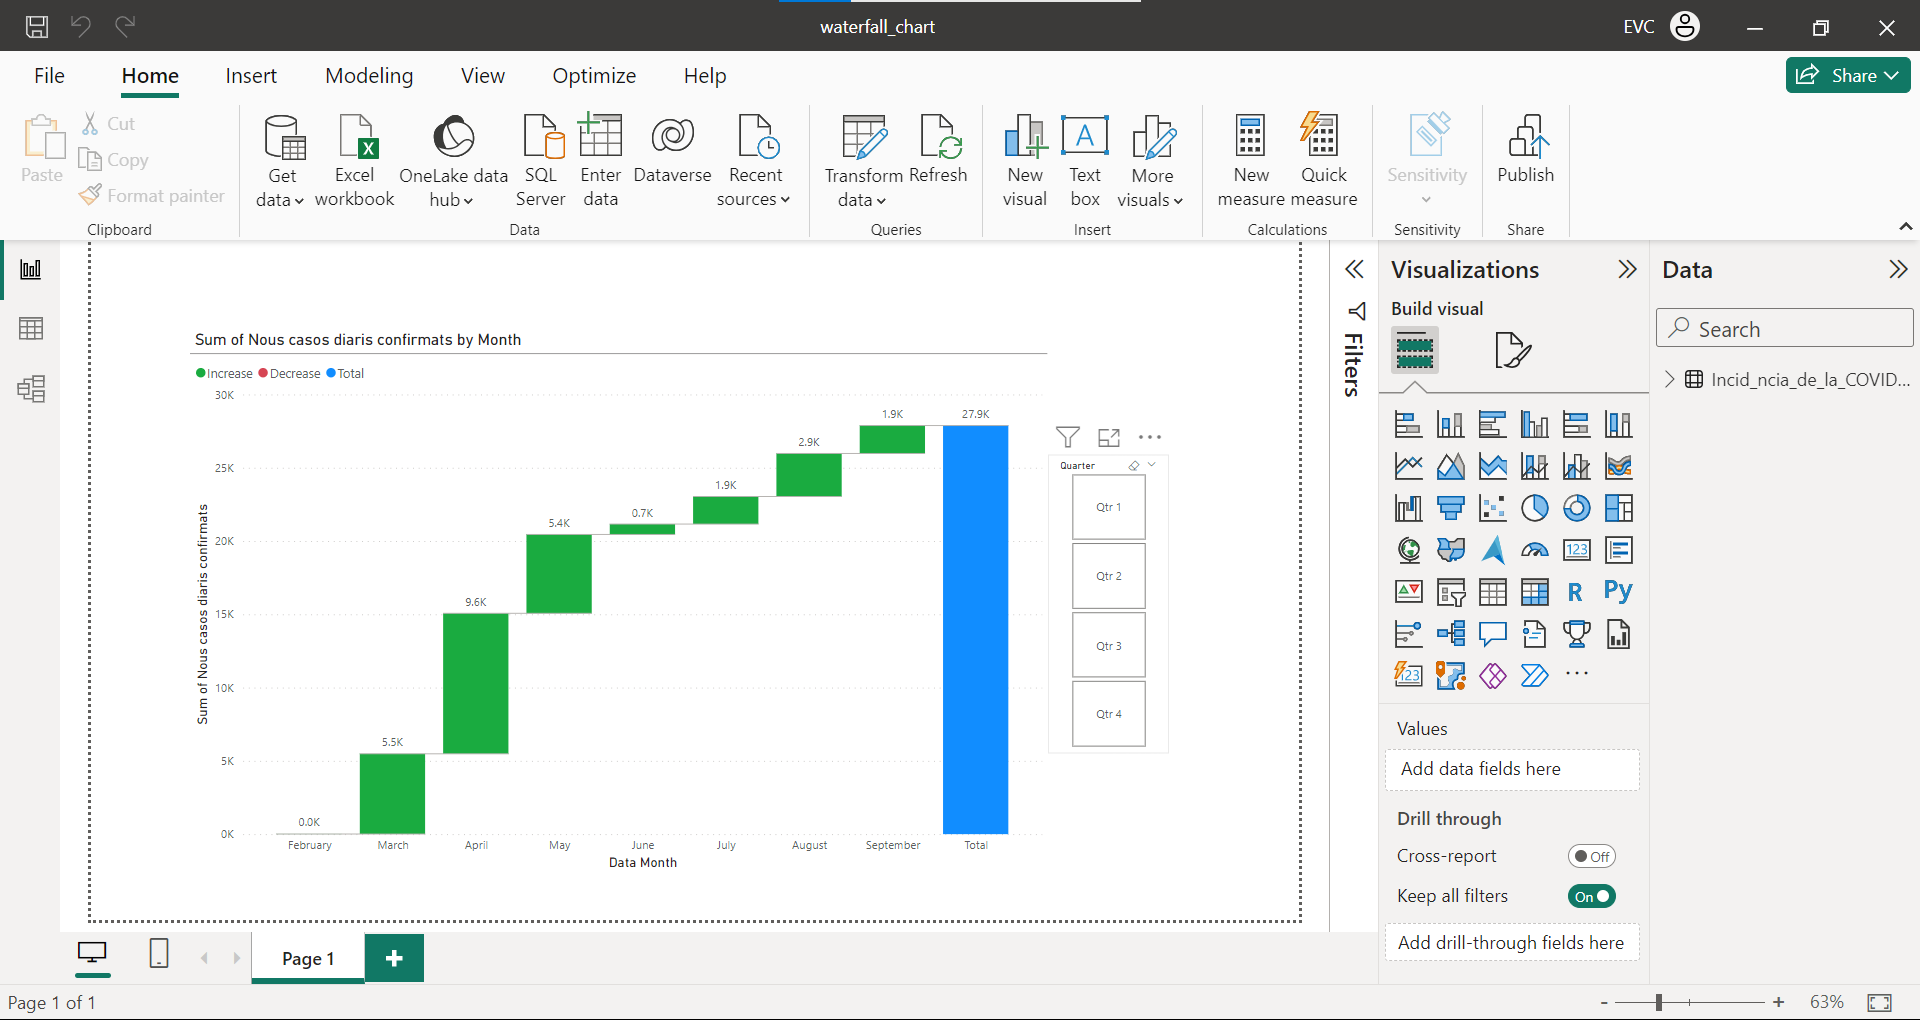 waterfall_chart
EVC
File Home Insert Modeling View Optimize Help
Share
Paste
Cut
Copy
Format painter
Clipboard
Get data
Excel workbook
OneLake data hub
SQL Server
Enter data
Dataverse
Recent sources
Data
Transform data
Refresh
Queries
New visual
Text box
More visuals
Insert
New measure
Quick measure
Calculations
Sensitivity
Sensitivity
Publish
Share
Sum of Nous casos diaris confirmats by Month
Increase Decrease Total
Sum of Nous casos diaris confirmats
30K
25K
20K
15K
10K
5K
0K
0.0K
5.5K
9.6K
5.4K
0.7K
1.9K
2.9K
1.9K
27.9K
February March April May June July August September Total
Data Month
Quarter
Qtr 1
Qtr 2
Qtr 3
Qtr 4
Filters
Visualizations
Build visual
123
R
Py
123
Values
Add data fields here
Drill through
Cross-report
Off
Keep all filters
On
Add drill-through fields here
Data
Search
Incid_ncia_de_la_COVID...
Page 1
+
Page 1 of 1
- + 63%